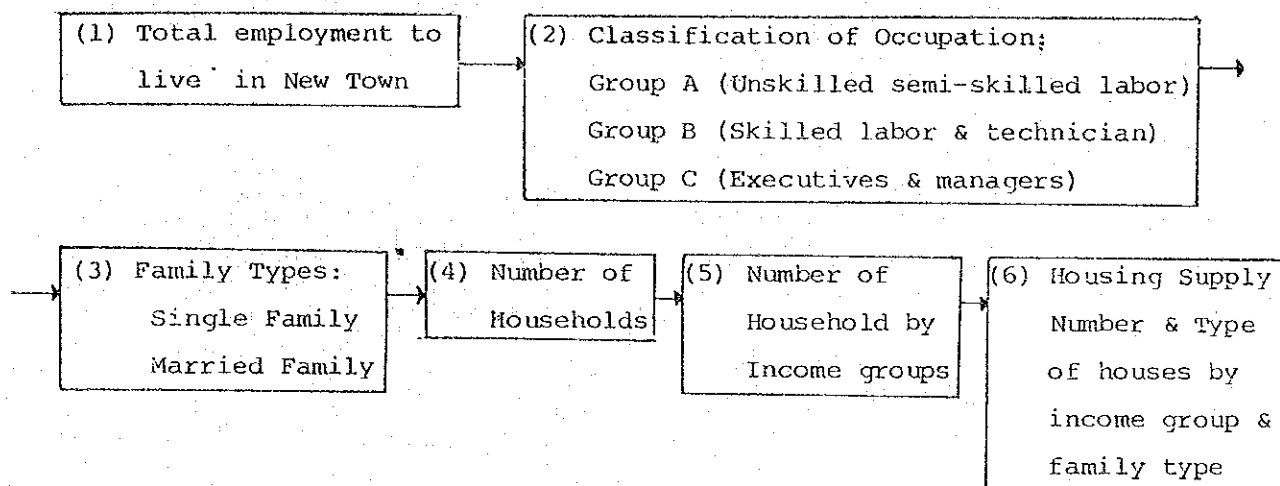 (1) Total employment to
live in New Town
(2) Classification of Occupation:
Group A (Unskilled semi-skilled labor)
Group B (Skilled labor & technician)
Group C (Executives & managers)
(3) Family Types:
Single Family
Married Family
(4) Number of
Households
(5) Number of
Household by
Income groups
(6) Housing Supply
Number & Type
of houses by
income group &
family type